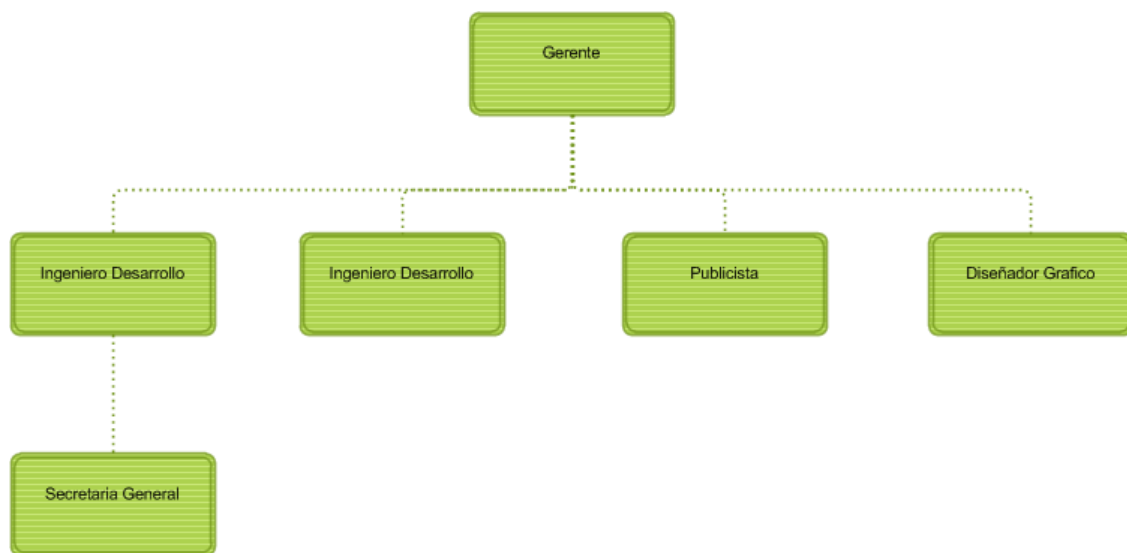 Gerente
Ingeniero Desarrollo
Ingeniero Desarrollo
Publicista
Diseñador Grafico
Secretaria General